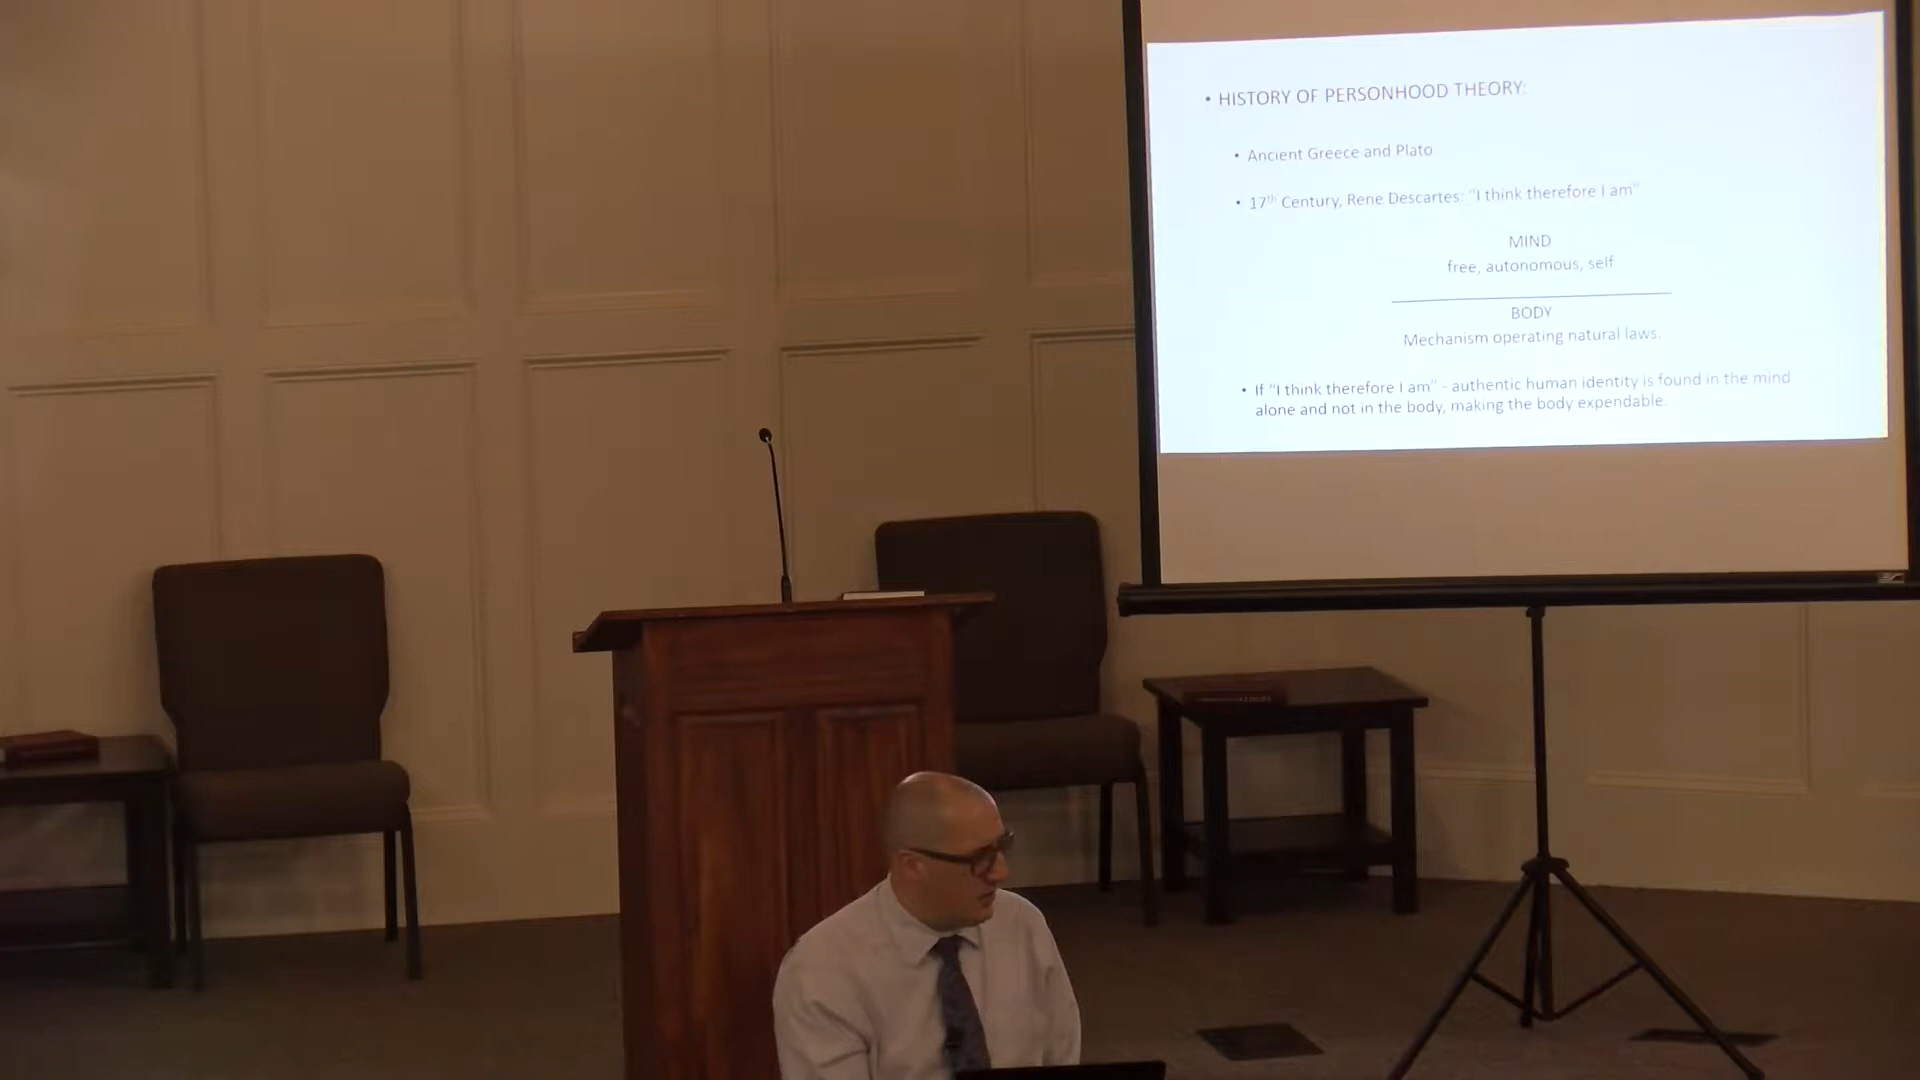 • HISTORY OF PERSONHOOD THEORY:
• Ancient Greece and Plato
• 17th Century, Rene Descartes: "I think therefore I am"
MIND
free, autonomous, self
BODY
Mechanism operating natural laws.
• If "I think therefore I am" - authentic human identity is found in the mind
alone and not in the body, making the body expendable.